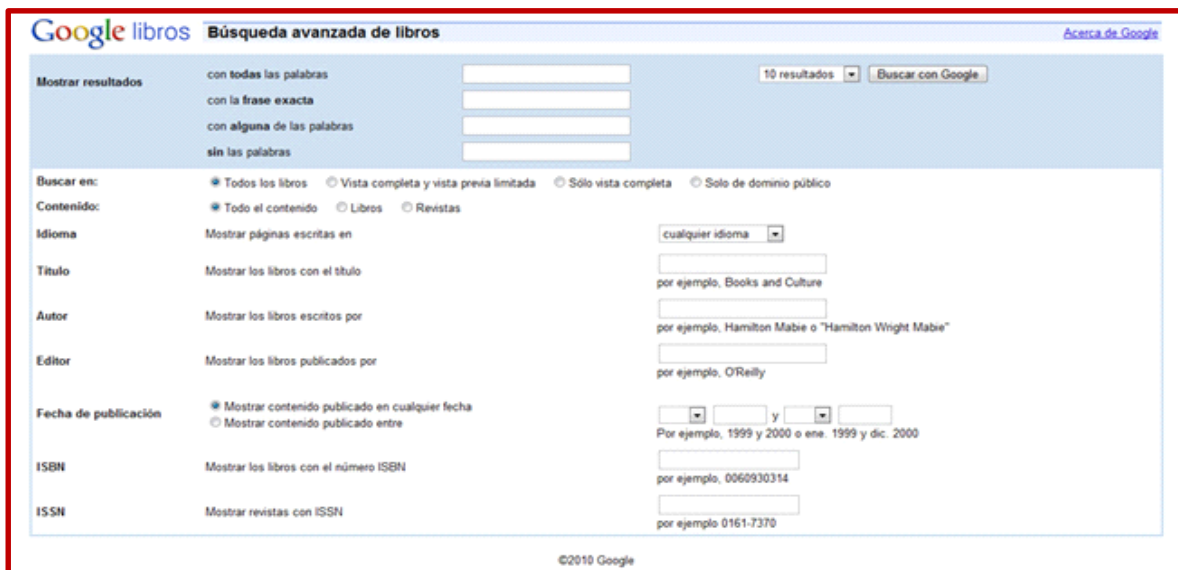 Google libros Búsqueda avanzada de libros Acerca de Google
Mostrar resultados con todas las palabras 10 resultados Buscar con Google
con la frase exacta
con alguna de las palabras
sin las palabras
Buscar en: Todos los libros Vista completa y vista previa limitada Sólo vista completa Solo de dominio público
Contenido: Todo el contenido Libros Revistas
Idioma Mostrar páginas escritas en cualquier idioma
Título Mostrar los libros con el título
por ejemplo, Books and Culture
Autor Mostrar los libros escritos por
por ejemplo, Hamilton Mabie o "Hamilton Wright Mabie"
Editor Mostrar los libros publicados por
por ejemplo, O'Reilly
Fecha de publicación Mostrar contenido publicado en cualquier fecha
Mostrar contenido publicado entre y
Por ejemplo, 1999 y 2000 o ene. 1999 y dic. 2000
ISBN Mostrar los libros con el número ISBN
por ejemplo, 0060930314
ISSN Mostrar revistas con ISSN
por ejemplo 0161-7370
©2010 Google